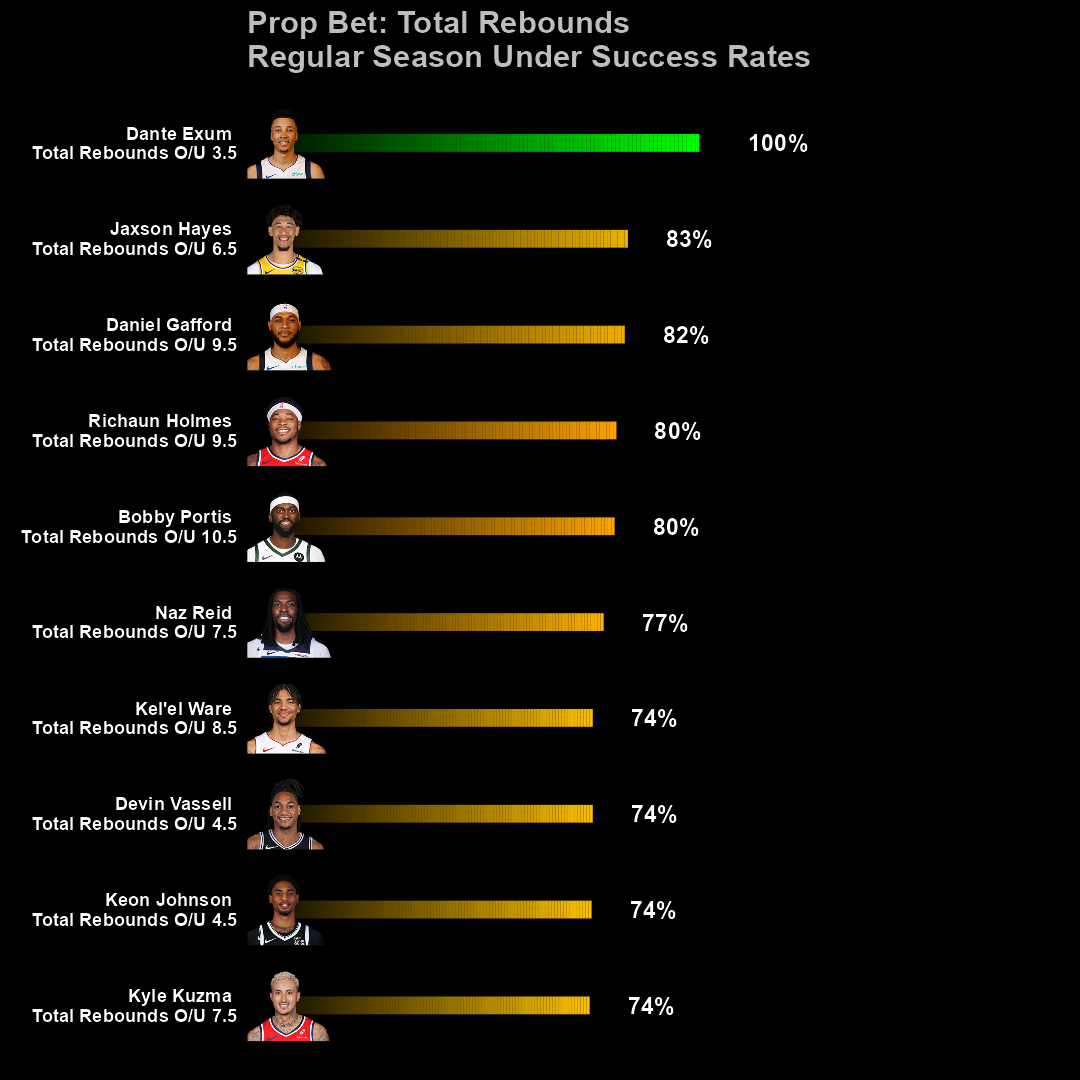 Prop Bet: Total Rebounds
Regular Season Under Success Rates
Dante Exum
Total Rebounds O/U 3.5
100%
Jaxson Hayes
Total Rebounds O/U 6.5
83%
Daniel Gafford
Total Rebounds O/U 9.5
82%
Richaun Holmes
Total Rebounds O/U 9.5
80%
Bobby Portis
Total Rebounds O/U 10.5
80%
Naz Reid
Total Rebounds O/U 7.5
77%
Kel'el Ware
Total Rebounds O/U 8.5
74%
Devin Vassell
Total Rebounds O/U 4.5
74%
Keon Johnson
Total Rebounds O/U 4.5
74%
Kyle Kuzma
Total Rebounds O/U 7.5
74%